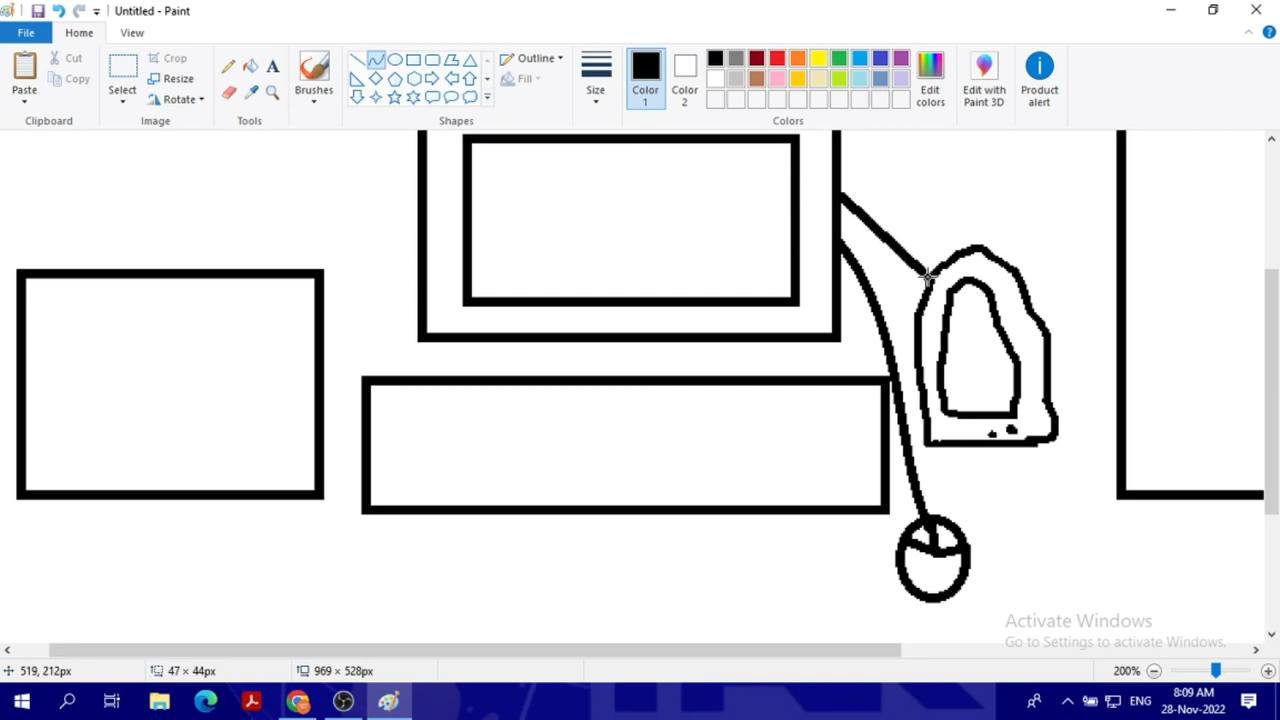 Untitled - Paint
File
Home
View
Paste
Cut
Copy
Clipboard
Select
Crop
Resize
Rotate
Image
A
Tools
Brushes
Shapes
Outline
Fill
Size
Color
1
Color
2
Colors
Edit
colors
Edit with
Paint 3D
Product
alert
Activate Windows
Go to Settings to activate Windows.
519, 212px
47 × 44px
969 × 528px
200%
ENG
8:09 AM
28-Nov-2022